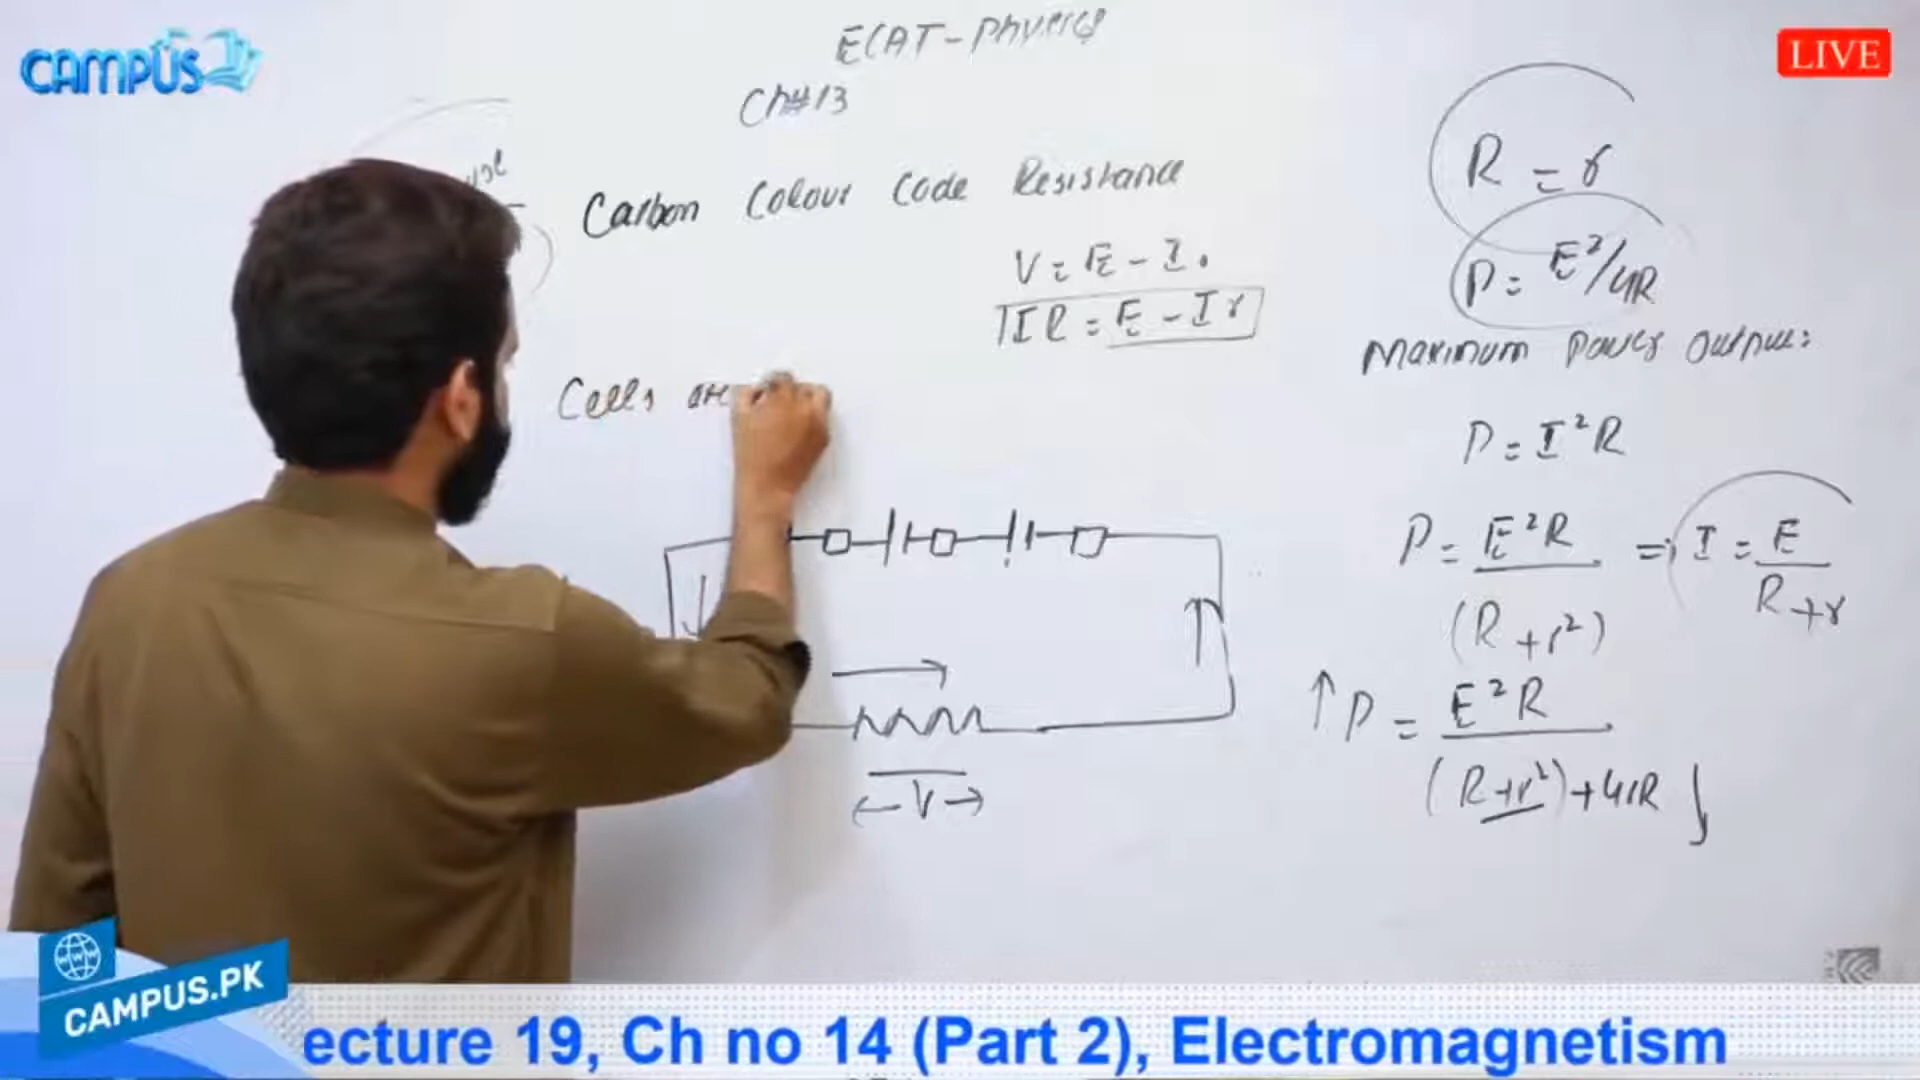 CAMPUS
LIVE
ECAT-Physics
Ch#13
Carbon Colour Code Resistance
V = E - I
IR = E - Ir
Cells are
V
R = r
P = E²/4R
Maximum Power Output:
P = I²R
P = E²R => I = E
(R+r²) R+r
↑P = E²R
(R+r²)+4rR
CAMPUS.PK
ecture 19, Ch no 14 (Part 2), Electromagnetism